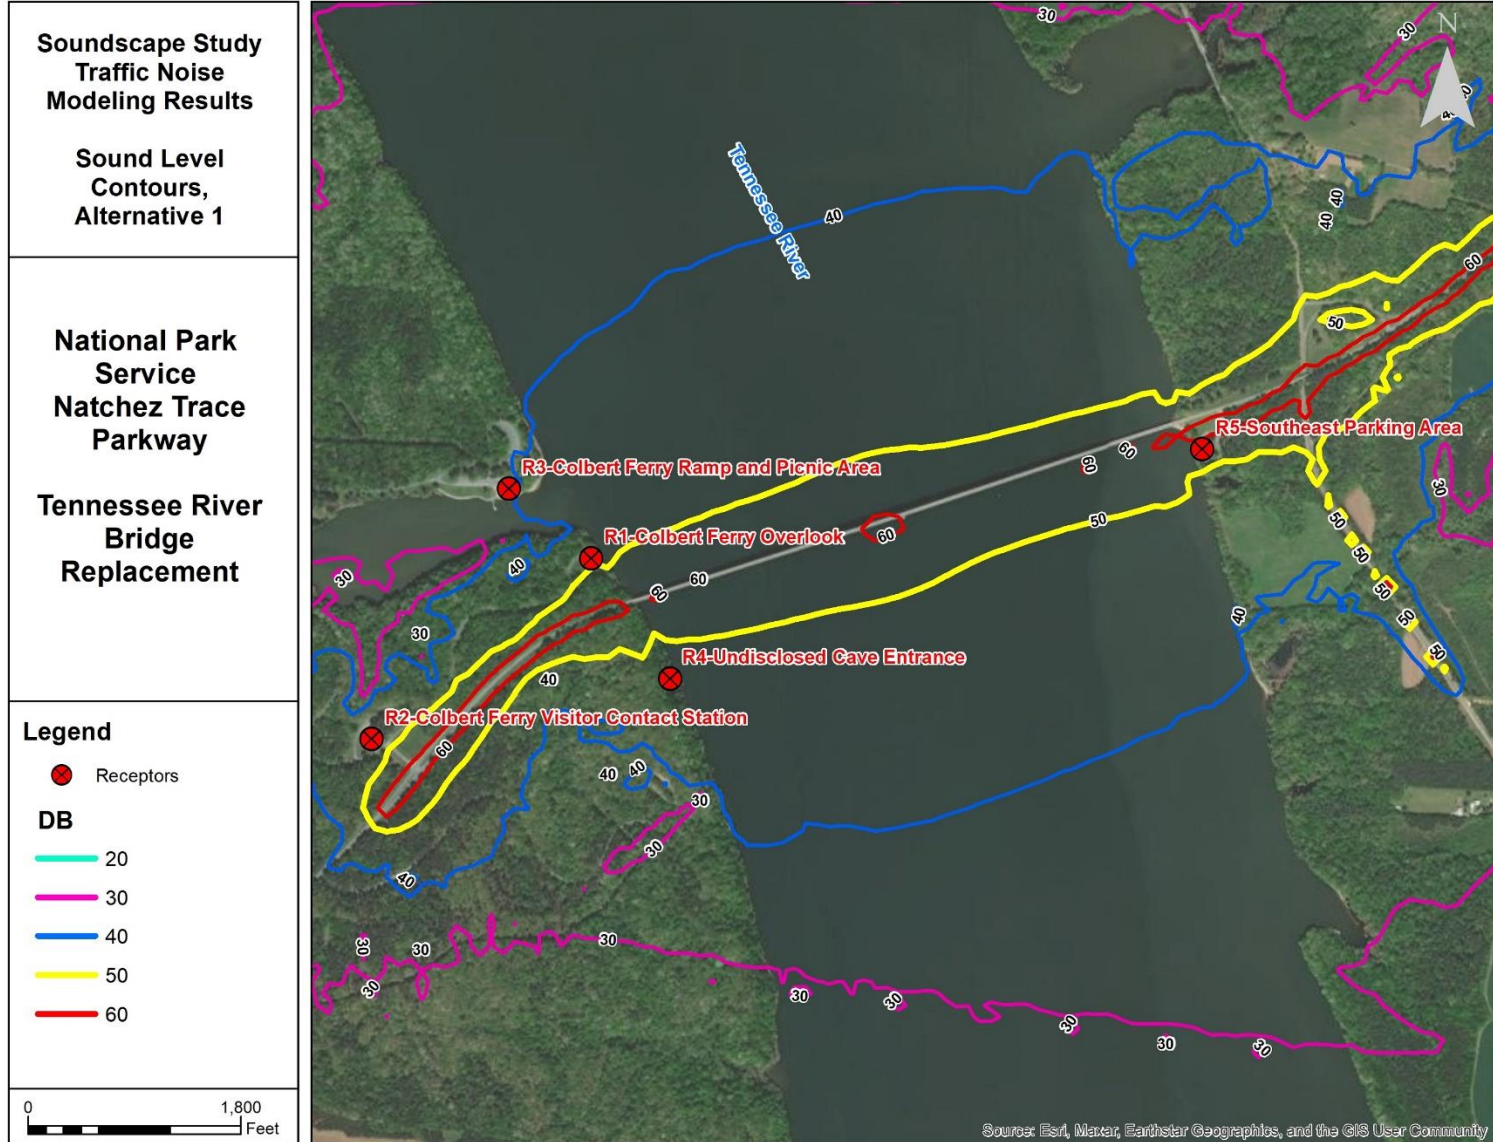 Soundscape Study
Traffic Noise
Modeling Results
Sound Level
Contours,
Alternative 1
National Park
Service
Natchez Trace
Parkway
Tennessee River
Bridge
Replacement
Legend
Receptors
DB
20
30
40
50
60
0 1,800
Feet
30
30
N
40
Tennessee River
40
40
40
60
50
R5-Southeast Parking Area
60
60
R3-Colbert Ferry Ramp and Picnic Area
30
50
50
R1-Colbert Ferry Overlook
60
50
40
30
60
60
50
50
40
30
R4-Undisclosed Cave Entrance
50
40
R2-Colbert Ferry Visitor Contact Station
60
40
40
30
30
40
30
30
30
30
30
30
30
30
30
Source: Esri, Maxar, Earthstar Geographics, and the GIS User Community